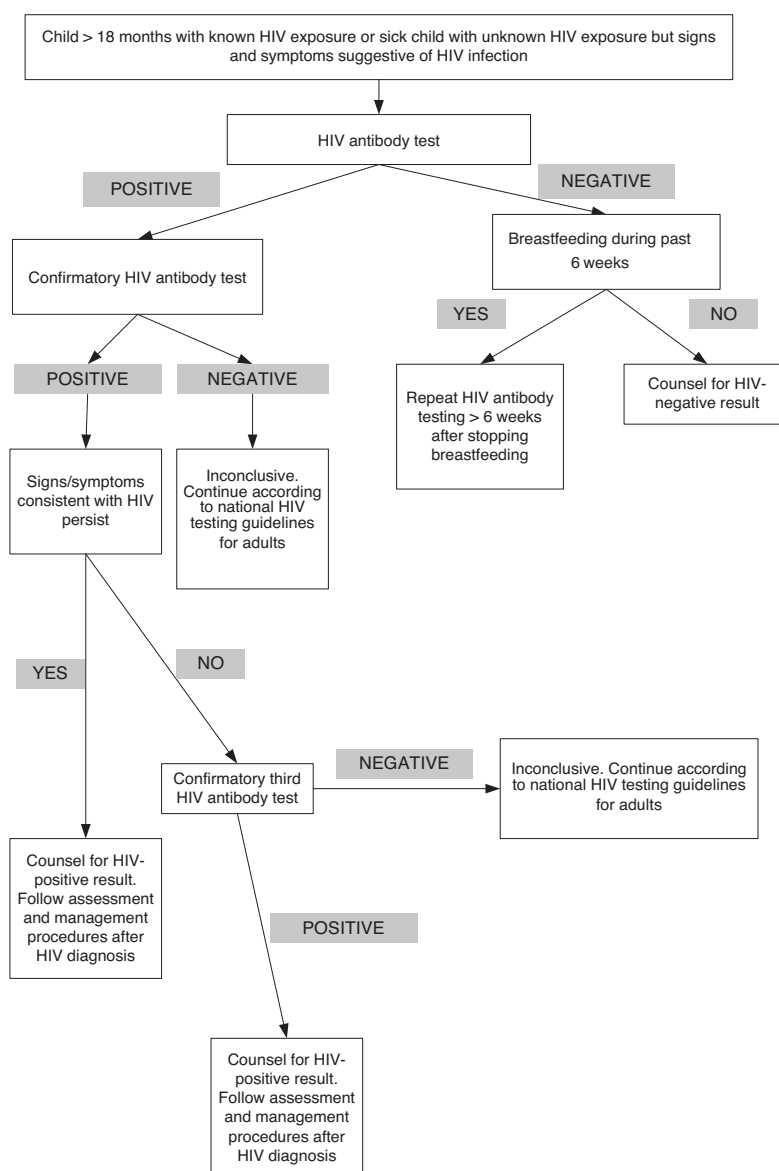 Child > 18 months with known HIV exposure or sick child with unknown HIV exposure but signs
and symptoms suggestive of HIV infection
HIV antibody test
POSITIVE
NEGATIVE
Confirmatory HIV antibody test
Breastfeeding during past
6 weeks
YES
NO
POSITIVE
NEGATIVE
Repeat HIV antibody
testing > 6 weeks
after stopping
breastfeeding
Counsel for HIV-
negative result
Signs/symptoms
consistent with HIV
persist
Inconclusive.
Continue according
to national HIV
testing guidelines
for adults
YES
NO
Confirmatory third
HIV antibody test
NEGATIVE
Inconclusive. Continue according
to national HIV testing guidelines
for adults
Counsel for HIV-
positive result.
Follow assessment
and management
procedures after
HIV diagnosis
POSITIVE
Counsel for HIV-
positive result.
Follow assessment
and management
procedures after
HIV diagnosis